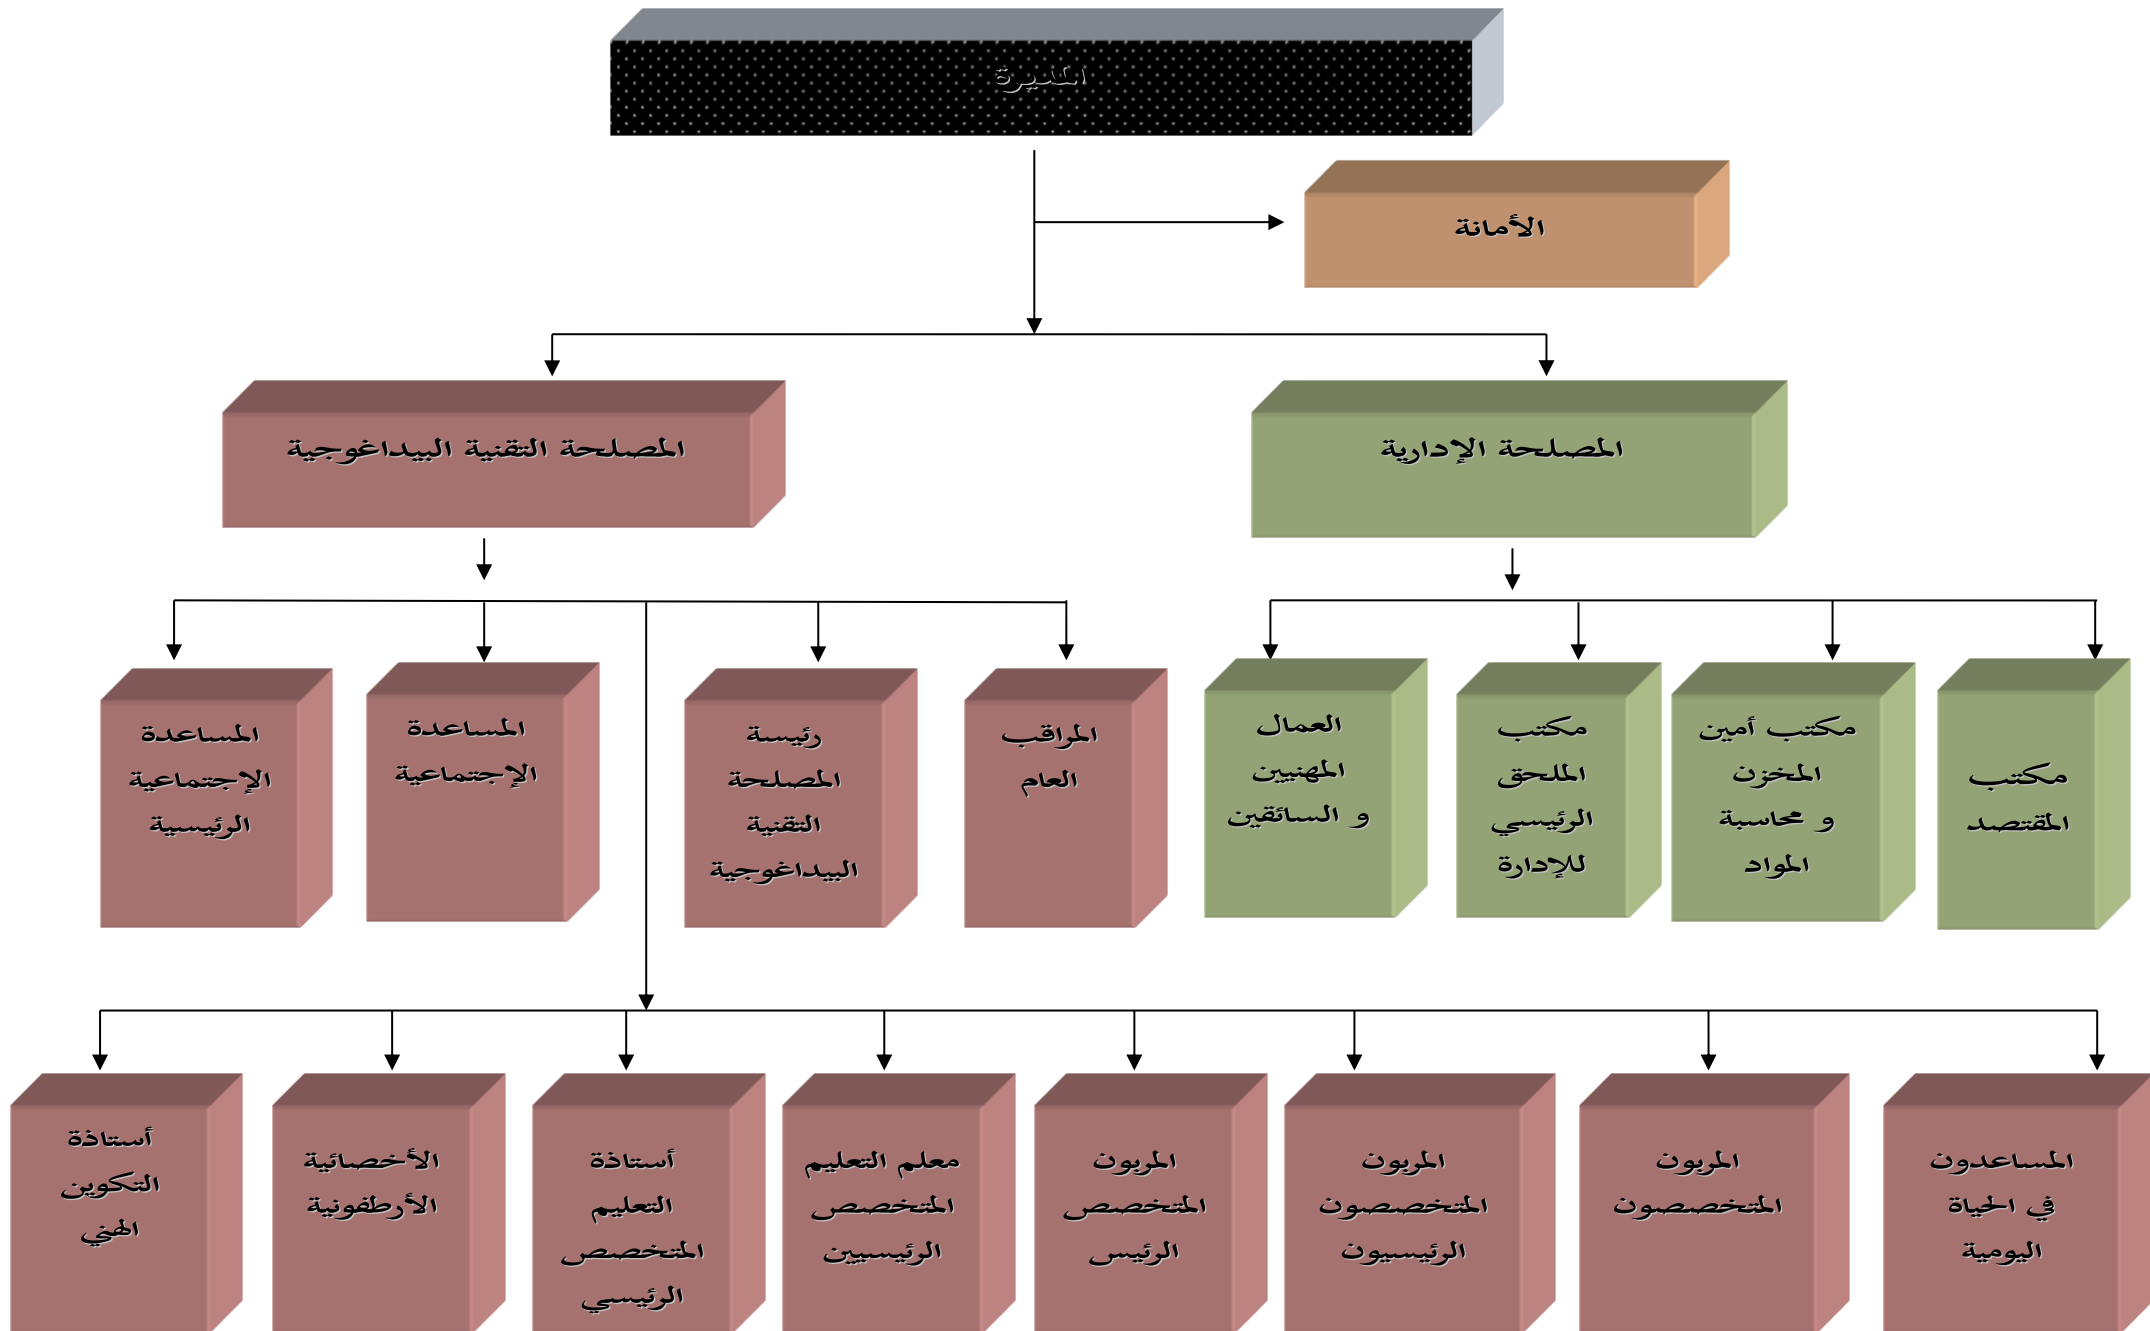 المديرة
الأمانة
المصلحة الإدارية
المصلحة التقنية البيداغوجية
مكتب
المقتصد
مكتب أمين
المخزن
و محاسبة
المواد
مكتب
الملحق
الرئيسي
للإدارة
العمال
المهنيين
و السائقين
المراقب
العام
رئيسة
المصلحة
التقنية
البيداغوجية
المساعدة
الإجتماعية
المساعدة
الإجتماعية
الرئيسية
المساعدون
في الحياة
اليومية
المربون
المتخصصون
المربون
المتخصصون
الرئيسيون
المربون
المتخصص
الرئيس
معلم التعليم
المتخصص
الرئيسيين
أستاذة
التعليم
المتخصص
الرئيسي
الأخصائية
الأرطفونية
أستاذة
التكوين
المهني